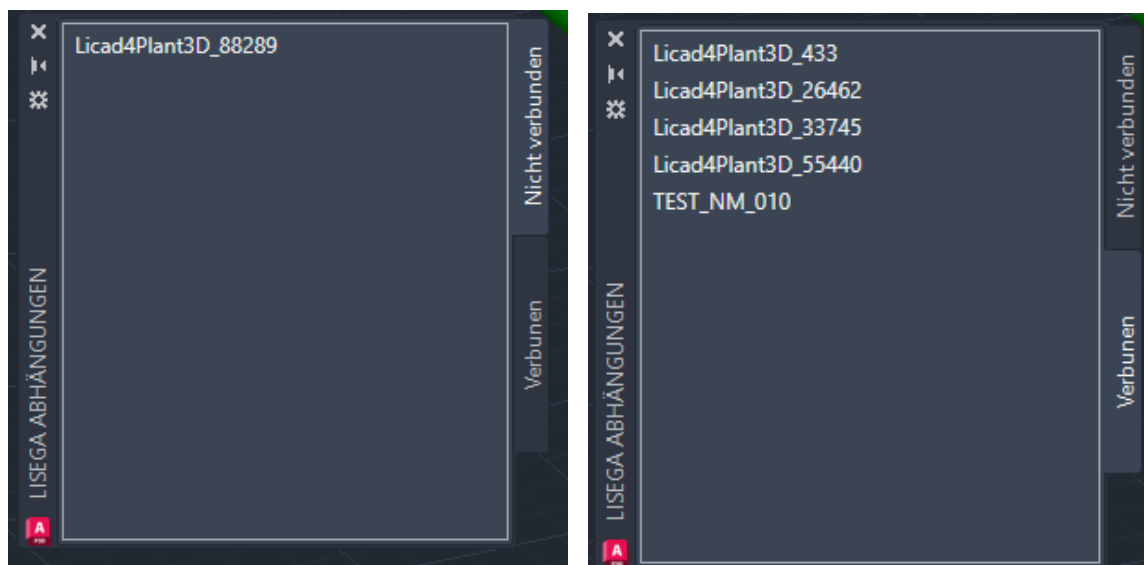 Licad4Plant3D_88289
Nicht verbunden
Verbunen
LISEGA ABHÄNGUNGEN
A
Licad4Plant3D_433
Licad4Plant3D_26462
Licad4Plant3D_33745
Licad4Plant3D_55440
TEST_NM_010
Nicht verbunden
Verbunen
LISEGA ABHÄNGUNGEN
A